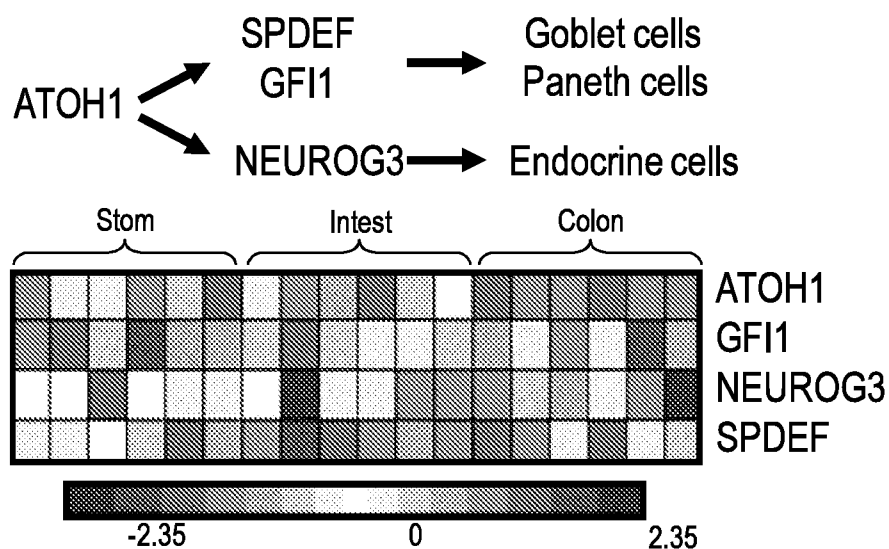 SPDEF
GFI1
Goblet cells
Paneth cells
ATOH1
NEUROG3
Endocrine cells
Stom
Intest
Colon
ATOH1
GFI1
NEUROG3
SPDEF
-2.35
0
2.35